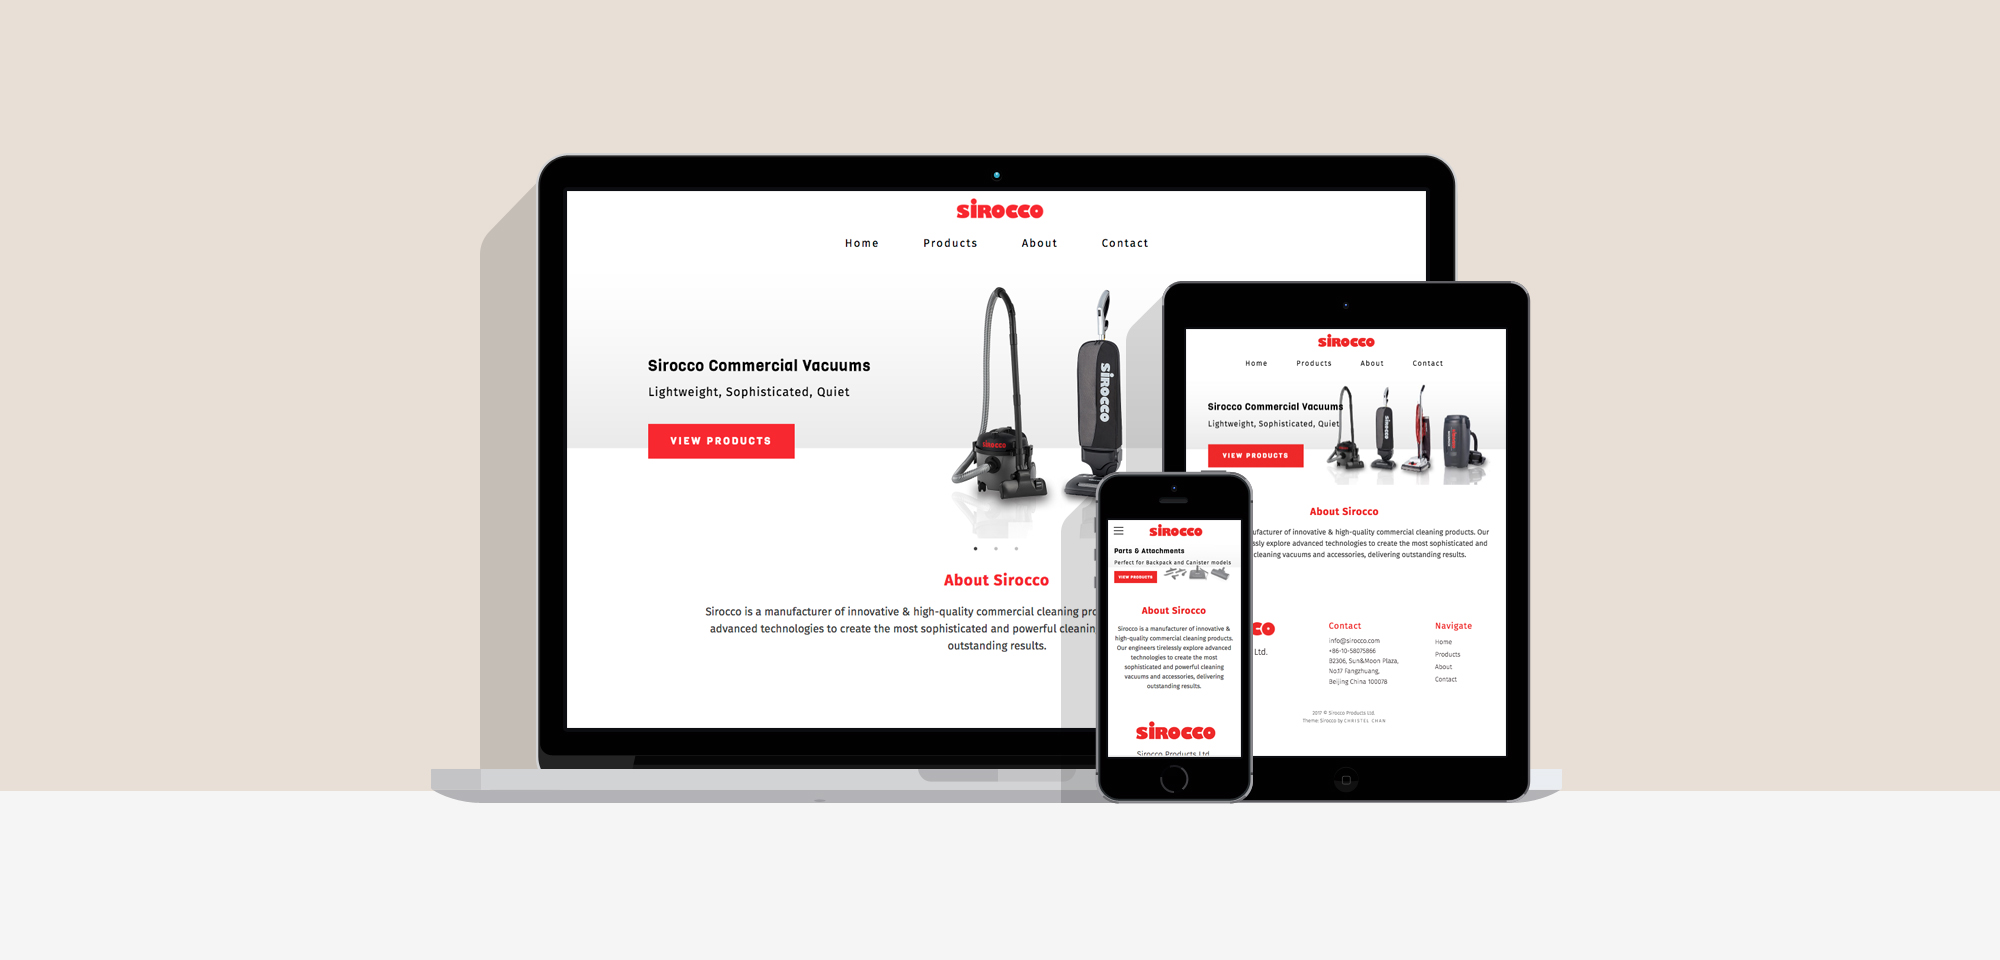 SiROCCO
Home Products About Contact
Sirocco Commercial Vacuums
Lightweight, Sophisticated, Quiet
VIEW PRODUCTS
SiROCCO
SiROCCO
About Sirocco
Sirocco is a manufacturer of innovative & high-quality commercial cleaning pro
advanced technologies to create the most sophisticated and powerful cleanin
outstanding results.
SiROCCO
Home Products About Contact
Sirocco Commercial Vacuums
Lightweight, Sophisticated, Quiet
VIEW PRODUCTS
SiROCCO
About Sirocco
ufacturer of innovative & high-quality commercial cleaning products. Our
ssly explore advanced technologies to create the most sophisticated and
cleaning vacuums and accessories, delivering outstanding results.
CO
Ltd.
Contact
info@sirocco.com
+86-10-58075866
B2306, Sun&Moon Plaza,
No.17 Fangzhuang,
Beijing China 100078
Navigate
Home
Products
About
Contact
2017 © Sirocco Products Ltd.
Theme: Sirocco by CHRISTEL CHAN
SiROCCO
Parts & Attachments
Perfect for Backpack and Canister models
VIEW PRODUCTS
About Sirocco
Sirocco is a manufacturer of innovative &
high-quality commercial cleaning products.
Our engineers tirelessly explore advanced
technologies to create the most
sophisticated and powerful cleaning
vacuums and accessories, delivering
outstanding results.
SiROCCO
Sirocco Products Ltd